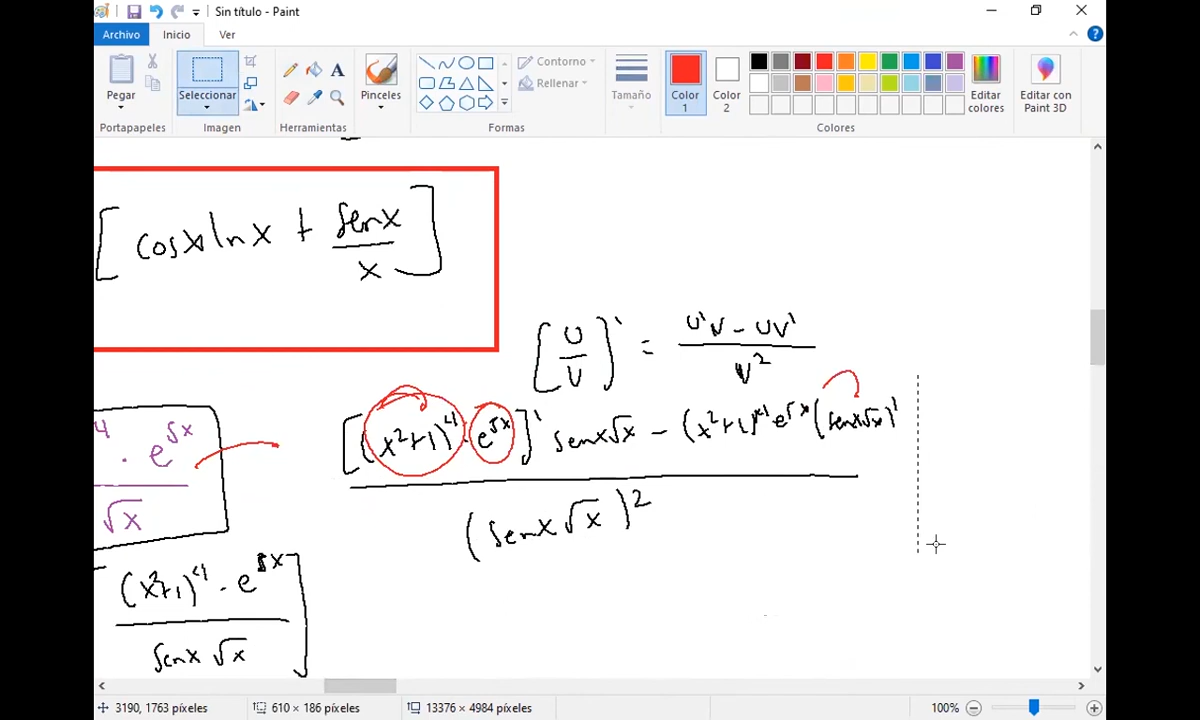 Sin título - Paint
Archivo Inicio Ver
Pegar Seleccionar Pinceles Contorno Rellenar Tamaño Color 1 Color 2 Editar colores Editar con Paint 3D
Portapapeles Imagen Herramientas Formas Colores
[cosx lnx + senx/x]
[U/V]' = (U'V - UV')/V²
· e^√x
√x
[(x²+1)⁴ · e^√x]' senx√x - (x²+1)⁴ e^√x (senx√x)'
(senx √x)²
(x²+1)⁴ · e^√x
senx √x
3190, 1763 píxeles 610 × 186 píxeles 13376 × 4984 píxeles 100%